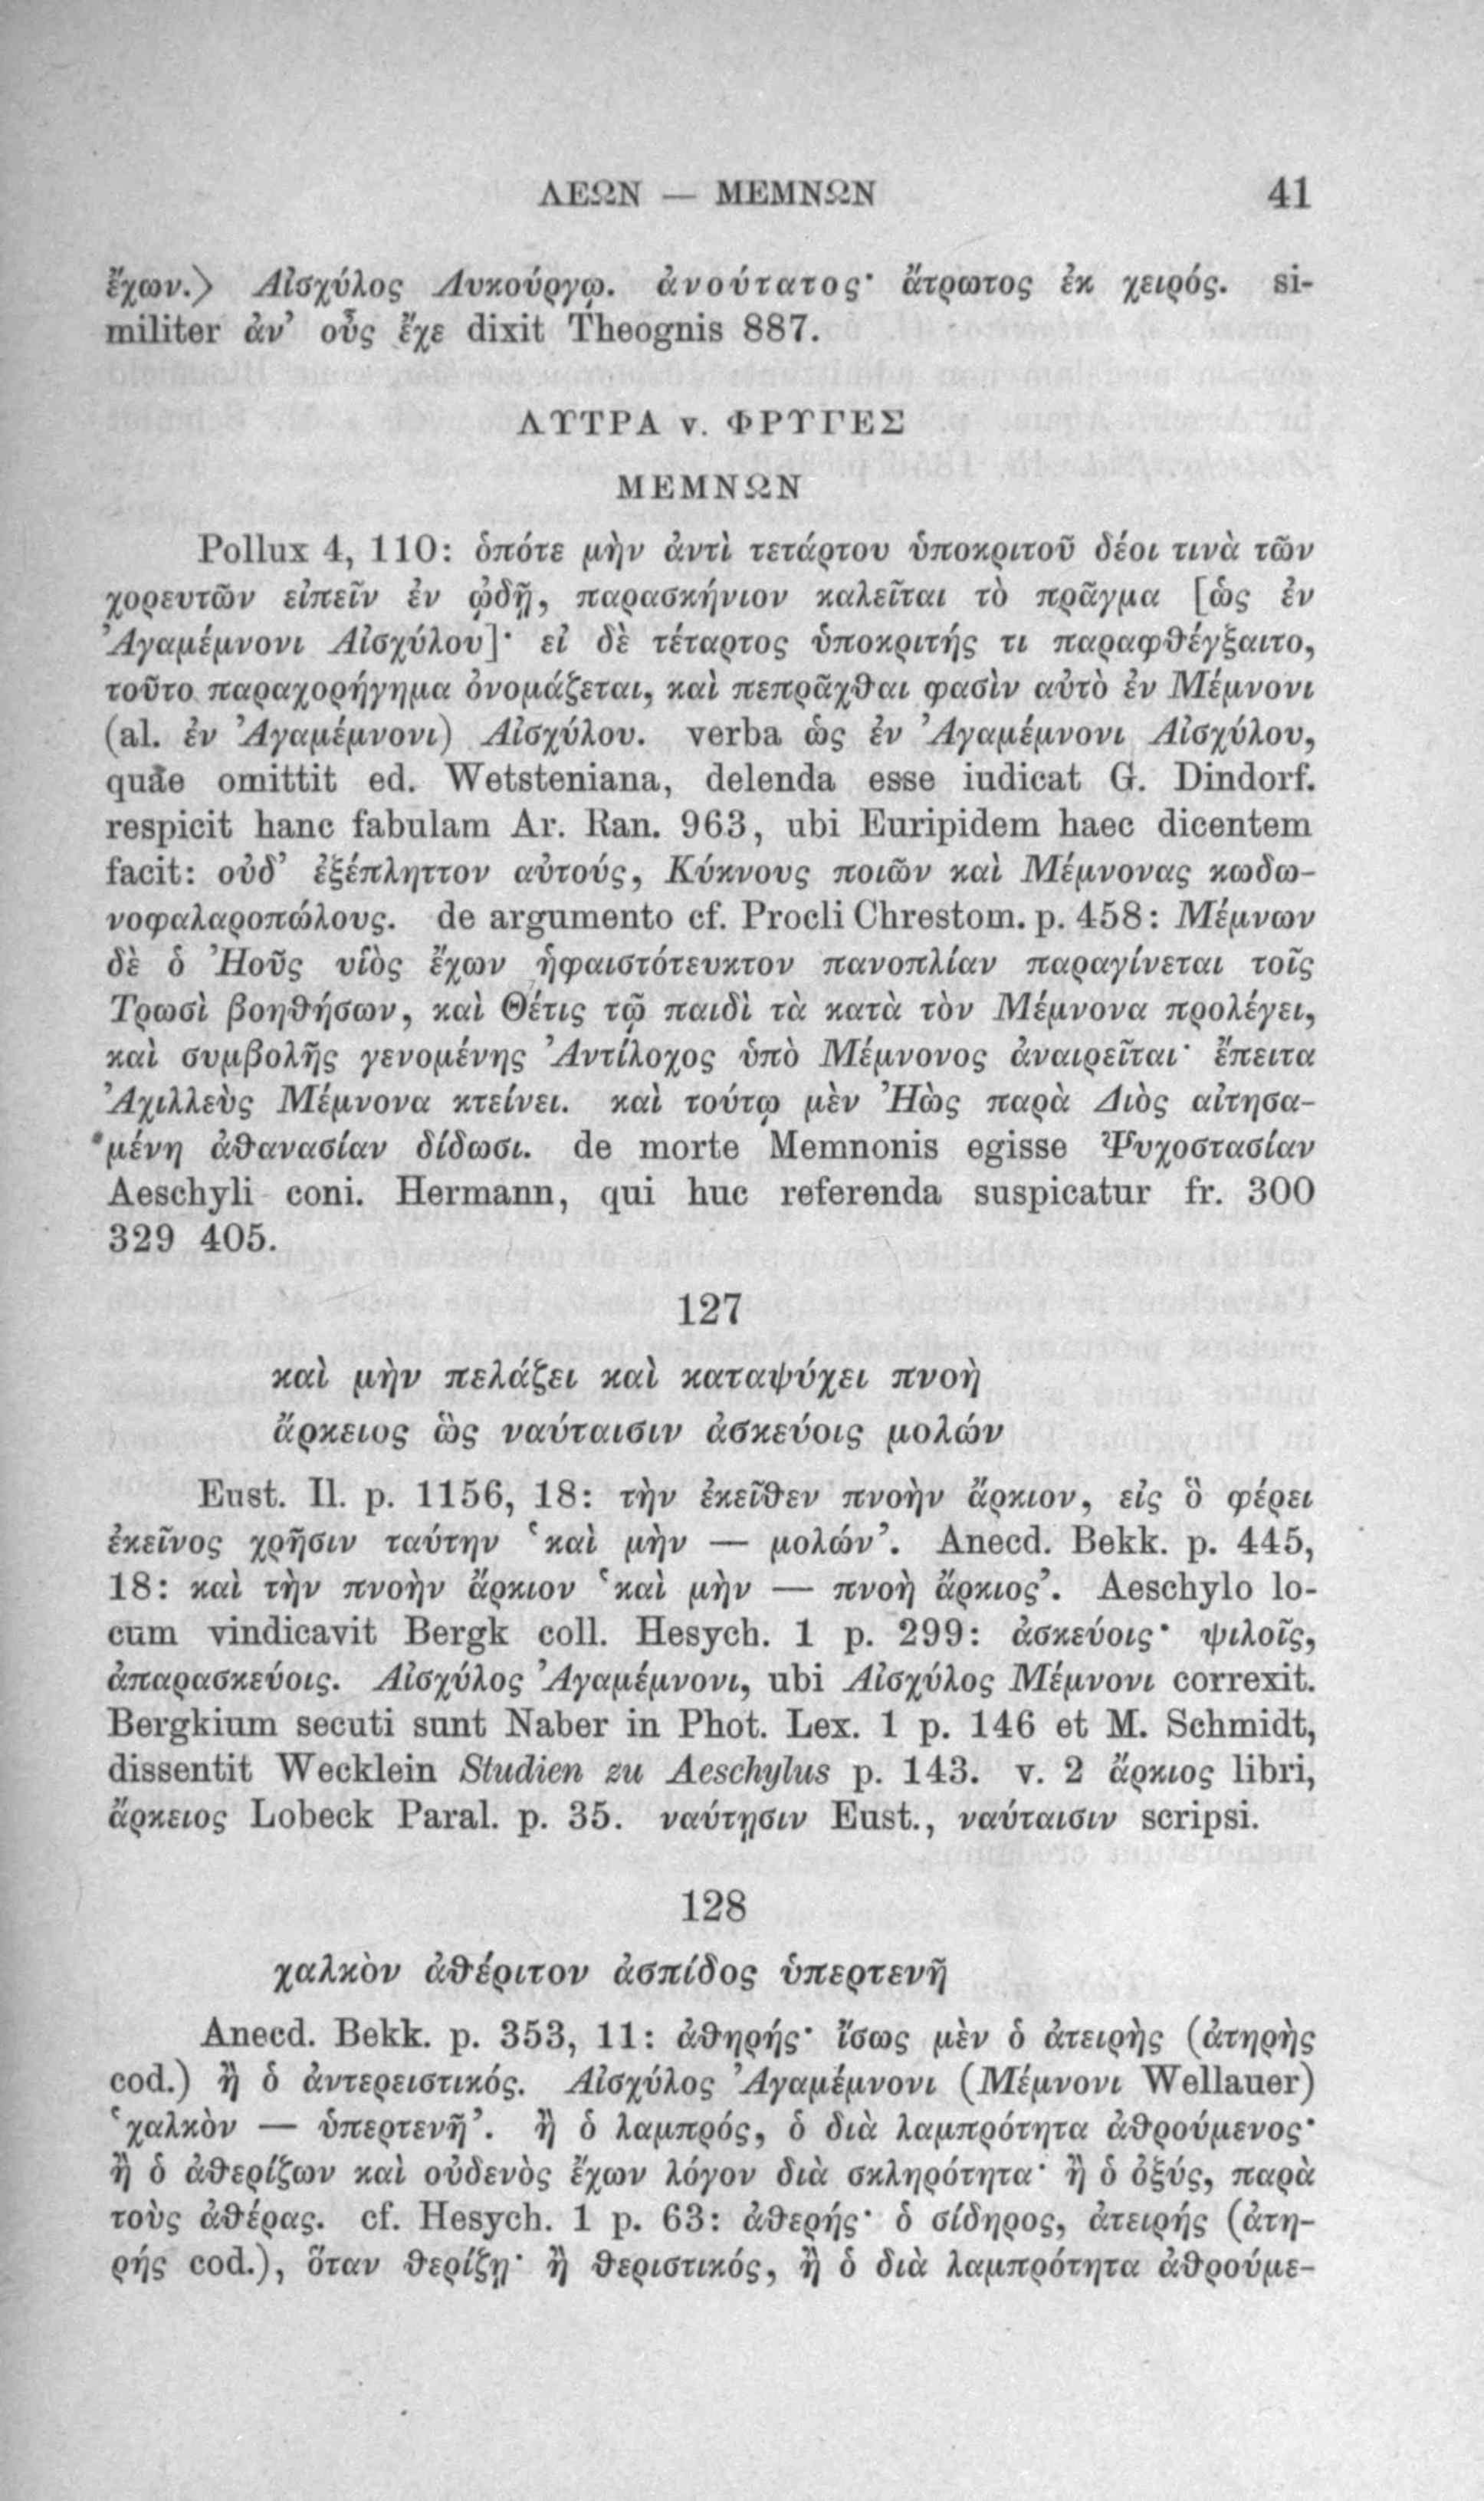 ΛΕΩΝ — ΜΕΜΝΩΝ 41
ἔχων.〉 Αἰσχύλος Λυκούργῳ. ἀνούτατος· ἄτρωτος ἐκ χειρός. si-
militer ἀν’ οὖς ἔχε dixit Theognis 887.
ΛΥΤΡΑ v. ΦΡΥΓΕΣ
ΜΕΜΝΩΝ
Pollux 4, 110: ὁπότε μὴν ἀντὶ τετάρτου ὑποκριτοῦ δέοι τινὰ τῶν
χορευτῶν εἰπεῖν ἐν ᾠδῇ, παρασκήνιον καλεῖται τὸ πρᾶγμα [ὡς ἐν
Ἀγαμέμνονι Αἰσχύλου]· εἰ δὲ τέταρτος ὑποκριτής τι παραφθέγξαιτο,
τοῦτο παραχορήγημα ὀνομάζεται, καὶ πεπρᾶχθαι φασὶν αὐτὸ ἐν Μέμνονι
(al. ἐν Ἀγαμέμνονι) Αἰσχύλου. verba ὡς ἐν Ἀγαμέμνονι Αἰσχύλου,
quae omittit ed. Wetsteniana, delenda esse iudicat G. Dindorf.
respicit hanc fabulam Ar. Ran. 963, ubi Euripidem haec dicentem
facit: οὐδ’ ἐξέπληττον αὐτούς, Κύκνους ποιῶν καὶ Μέμνονας κωδω-
νοφαλαροπώλους. de argumento cf. Procli Chrestom. p. 458: Μέμνων
δὲ ὁ Ἠοῦς υἱὸς ἔχων ἡφαιστότευκτον πανοπλίαν παραγίνεται τοῖς
Τρωσὶ βοηθήσων, καὶ Θέτις τῷ παιδὶ τὰ κατὰ τὸν Μέμνονα προλέγει,
καὶ συμβολῆς γενομένης Ἀντίλοχος ὑπὸ Μέμνονος ἀναιρεῖται· ἔπειτα
Ἀχιλλεὺς Μέμνονα κτείνει. καὶ τούτῳ μὲν Ἠὼς παρὰ Διὸς αἰτησα-
μένη ἀθανασίαν δίδωσι. de morte Memnonis egisse Ψυχοστασίαν
Aeschyli coni. Hermann, qui huc referenda suspicatur fr. 300
329 405.
127
καὶ μὴν πελάζει καὶ καταψύχει πνοὴ
ἄρκειος ὣς ναύταισιν ἀσκεύοις μολών
Eust. Il. p. 1156, 18: τὴν ἐκεῖθεν πνοὴν ἄρκιον, εἰς ὃ φέρει
ἐκεῖνος χρῆσιν ταύτην ‘καὶ μὴν — μολών’. Anecd. Bekk. p. 445,
18: καὶ τὴν πνοὴν ἄρκιον ‘καὶ μὴν — πνοὴ ἄρκιος’. Aeschylo lo-
cum vindicavit Bergk coll. Hesych. 1 p. 299: ἀσκεύοις· ψιλοῖς,
ἀπαρασκεύοις. Αἰσχύλος Ἀγαμέμνονι, ubi Αἰσχύλος Μέμνονι correxit.
Bergkium secuti sunt Naber in Phot. Lex. 1 p. 146 et M. Schmidt,
dissentit Wecklein Studien zu Aeschylus p. 143. v. 2 ἄρκιος libri,
ἄρκειος Lobeck Paral. p. 35. ναύτῃσιν Eust., ναύταισιν scripsi.
128
χαλκὸν ἀθέριτον ἀσπίδος ὑπερτενῆ
Anecd. Bekk. p. 353, 11: ἀθηρής· ἴσως μὲν ὁ ἀτειρὴς (ἀτηρὴς
cod.) ἢ ὁ ἀντερειστικός. Αἰσχύλος Ἀγαμέμνονι (Μέμνονι Wellauer)
‘χαλκὸν — ὑπερτενῆ’. ἢ ὁ λαμπρός, ὁ διὰ λαμπρότητα ἀθρούμενος·
ἢ ὁ ἀθερίζων καὶ οὐδενὸς ἔχων λόγον διὰ σκληρότητα· ἢ ὁ ὀξύς, παρὰ
τοὺς ἀθέρας. cf. Hesych. 1 p. 63: ἀθερής· ὁ σίδηρος, ἀτειρής (ἀτη-
ρής cod.), ὅταν θερίζῃ· ἢ θεριστικός, ἢ ὁ διὰ λαμπρότητα ἀθρούμε-